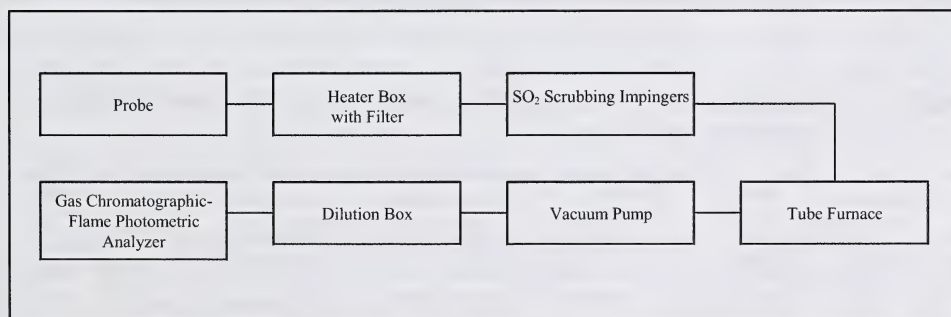 Probe
Heater Box
with Filter
SO₂ Scrubbing Impingers
Gas Chromatographic-
Flame Photometric
Analyzer
Dilution Box
Vacuum Pump
Tube Furnace